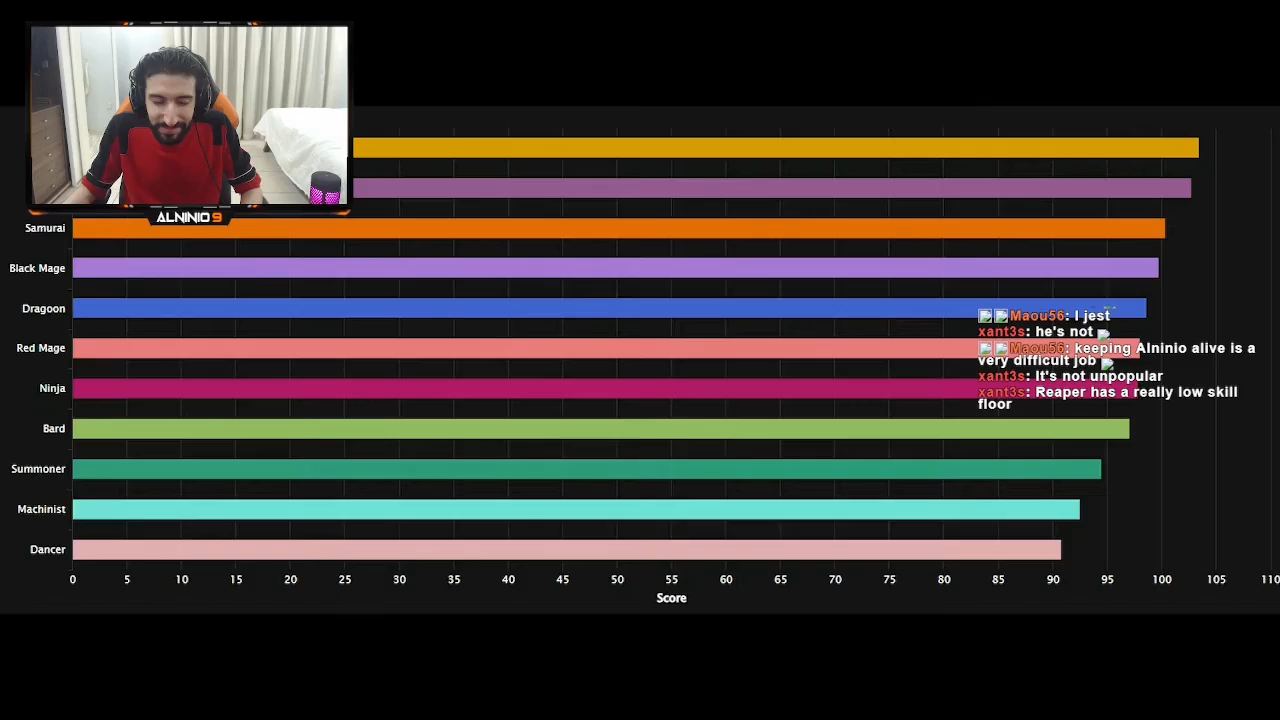 ALNINIO 9
Samurai
Black Mage
Dragoon
Red Mage
Ninja
Bard
Summoner
Machinist
Dancer
0 5 10 15 20 25 30 35 40 45 50 55 60 65 70 75 80 85 90 95 100 105 110
Score
Maou56: I jest
xant3s: he's not
Maou56: keeping Alninio alive is a
very difficult job
xant3s: It's not unpopular
xant3s: Reaper has a really low skill
floor